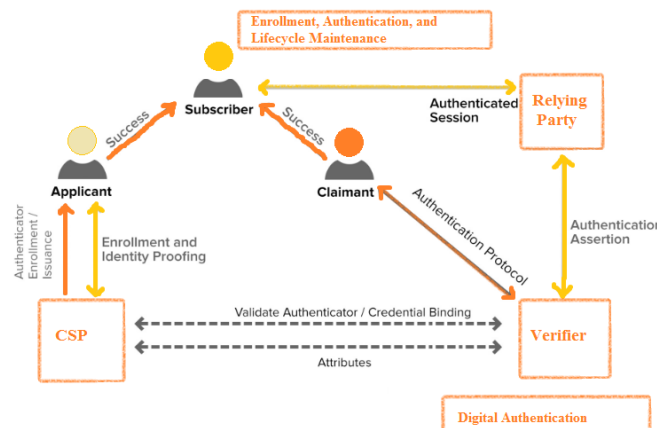 Enrollment, Authentication, and
Lifecycle Maintenance
Subscriber
Success
Success
Authenticated
Session
Relying
Party
Applicant
Claimant
Authenticator
Enrollment /
Issuance
Enrollment and
Identity Proofing
Authentication Protocol
Authentication
Assertion
CSP
Validate Authenticator / Credential Binding
Attributes
Verifier
Digital Authentication